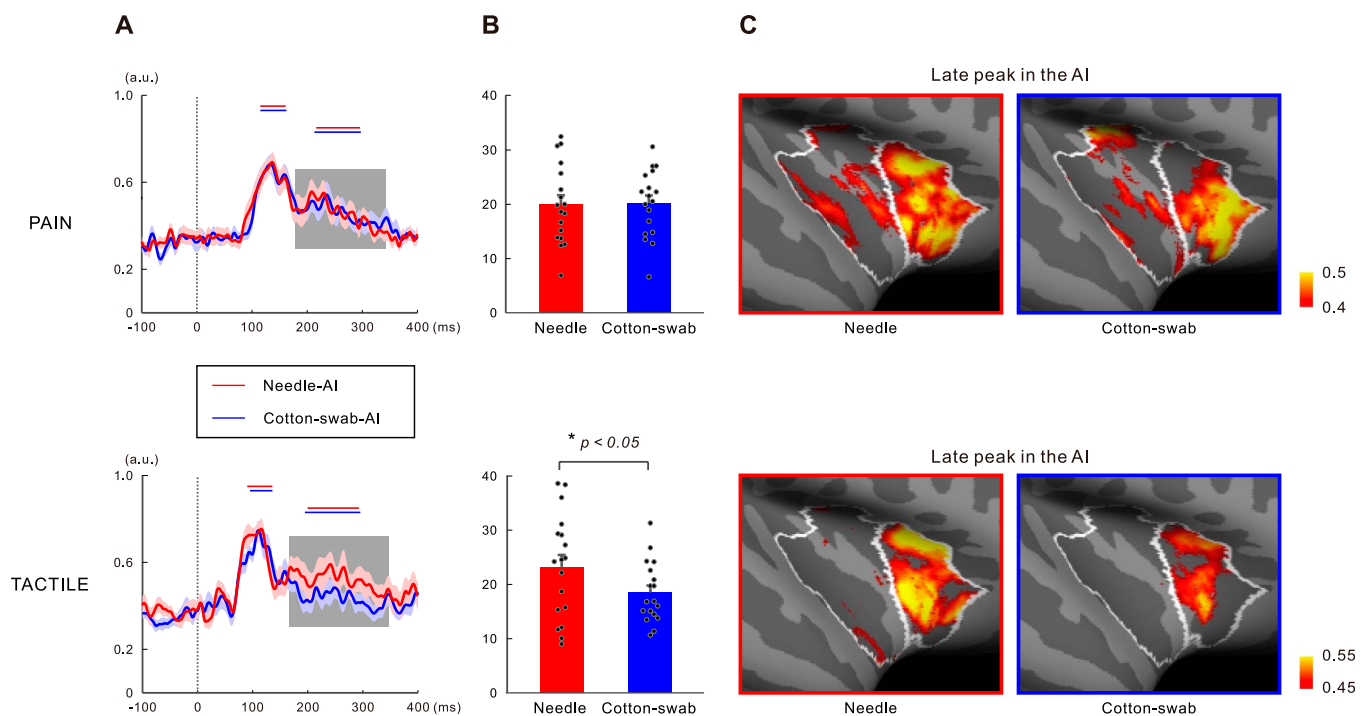 A
B
C
PAIN
(a.u.)
1.0
0.6
0.2
0
-100
0
100
200
300
400 (ms)
40
30
20
10
0
Needle
Cotton-swab
Late peak in the AI
Needle
Cotton-swab
0.5
0.4
Needle-AI
Cotton-swab-AI
TACTILE
(a.u.)
1.0
0.6
0.2
0
-100
0
100
200
300
400 (ms)
* p < 0.05
40
30
20
10
0
Needle
Cotton-swab
Late peak in the AI
Needle
Cotton-swab
0.55
0.45